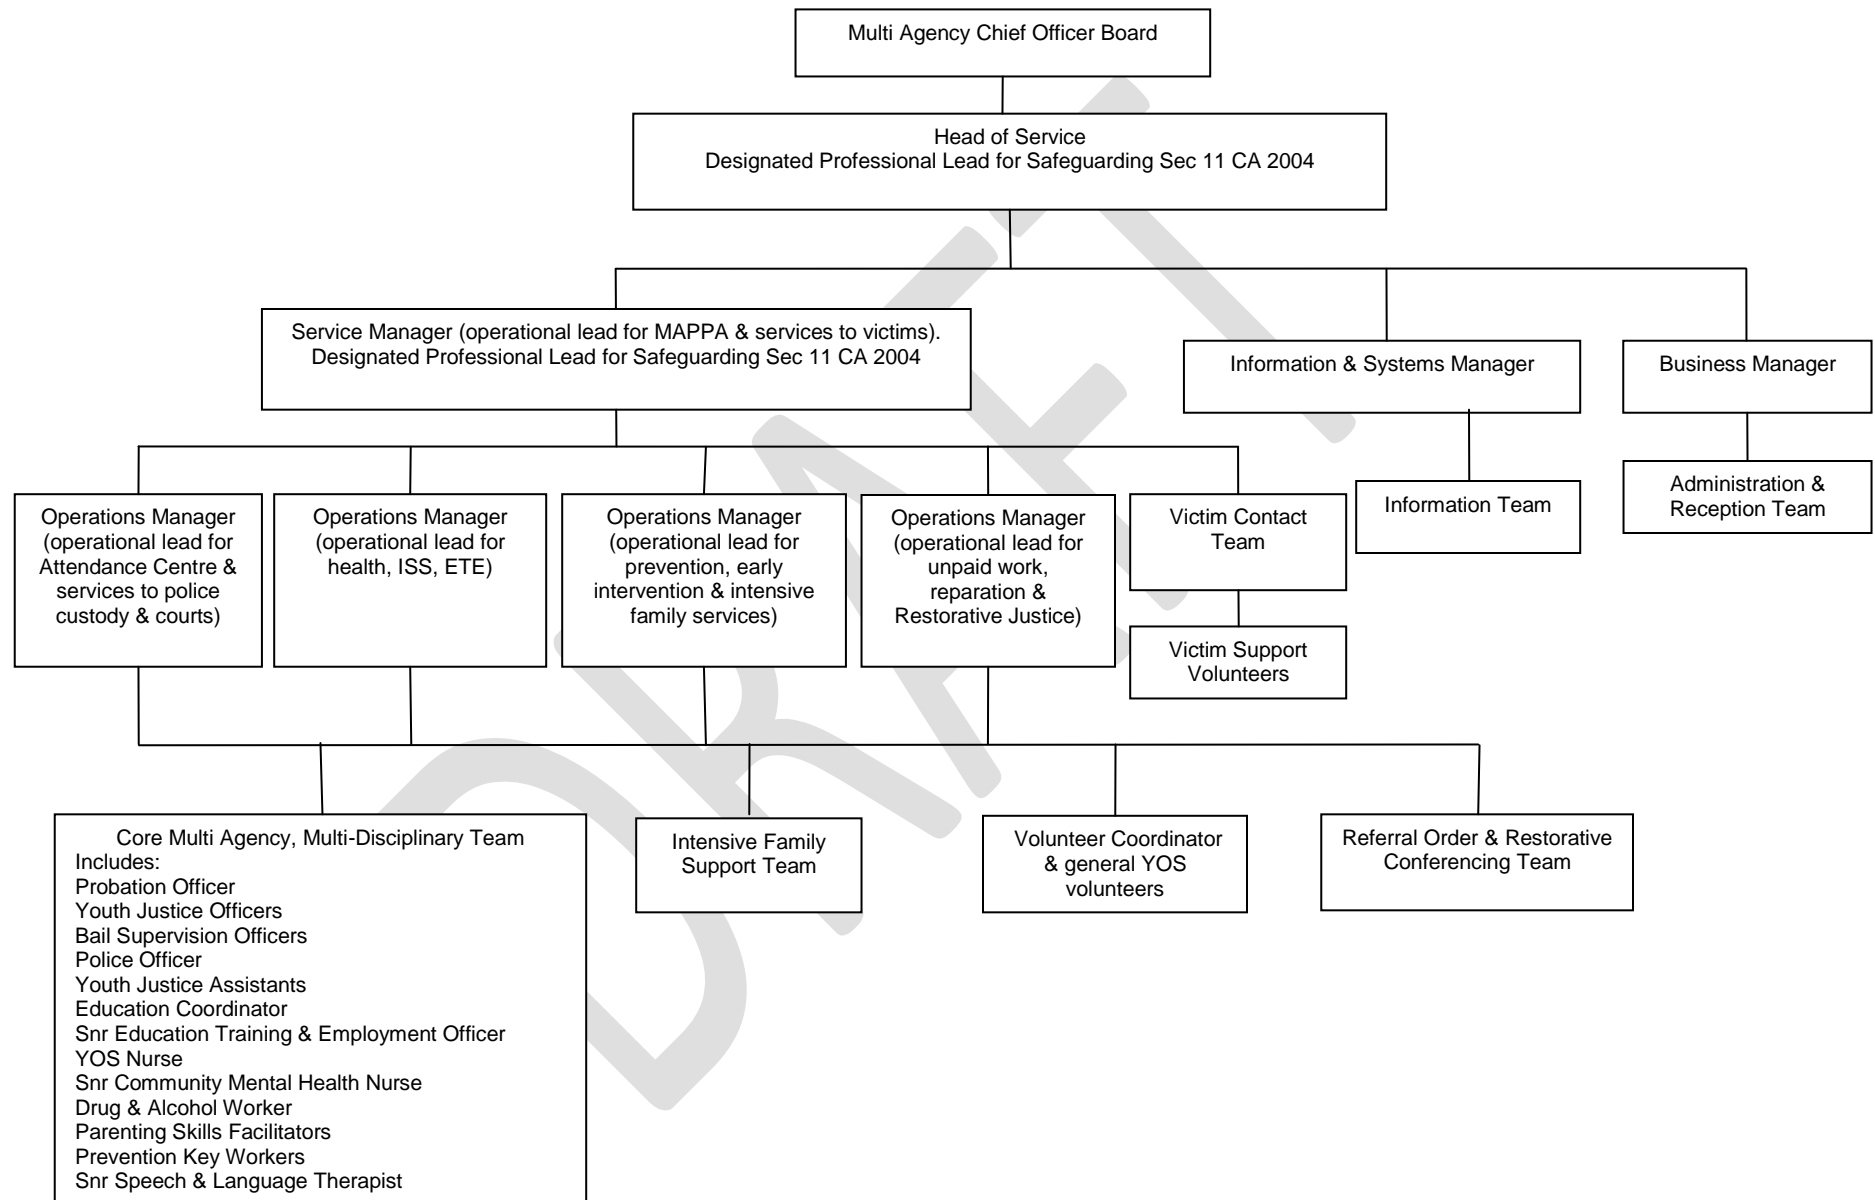 Multi Agency Chief Officer Board
Head of Service
Designated Professional Lead for Safeguarding Sec 11 CA 2004
Service Manager (operational lead for MAPPA & services to victims).
Designated Professional Lead for Safeguarding Sec 11 CA 2004
Information & Systems Manager
Business Manager
Operations Manager
(operational lead for
Attendance Centre &
services to police
custody & courts)
Operations Manager
(operational lead for
health, ISS, ETE)
Operations Manager
(operational lead for
prevention, early
intervention & intensive
family services)
Operations Manager
(operational lead for
unpaid work,
reparation &
Restorative Justice)
Victim Contact
Team
Information Team
Administration &
Reception Team
Victim Support
Volunteers
Core Multi Agency, Multi-Disciplinary Team
Includes:
Probation Officer
Youth Justice Officers
Bail Supervision Officers
Police Officer
Youth Justice Assistants
Education Coordinator
Snr Education Training & Employment Officer
YOS Nurse
Snr Community Mental Health Nurse
Drug & Alcohol Worker
Parenting Skills Facilitators
Prevention Key Workers
Snr Speech & Language Therapist
Intensive Family
Support Team
Volunteer Coordinator
& general YOS
volunteers
Referral Order & Restorative
Conferencing Team
DRAFT